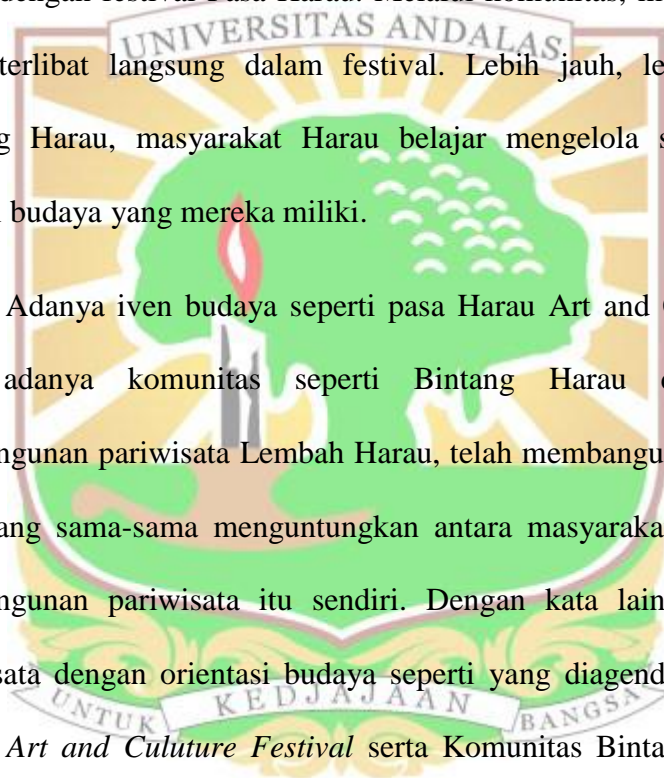 dengan festival Pasa Harau. Melalui komunitas,
UNIVERSITAS ANDALAS
terlibat langsung dalam festival. Lebih jauh,
Harau, masyarakat Harau belajar mengelola
budaya yang mereka miliki.
Adanya iven budaya seperti pasa Harau Art and
adanya komunitas seperti Bintang Harau
ngunan pariwisata Lembah Harau, telah membangu
ang sama-sama menguntungkan antara masyaraka
ngunan pariwisata itu sendiri. Dengan kata lain
sata dengan orientasi budaya seperti yang diagend
UNTUK KEDJAJAAN BANGSA
Art and Culuture Festival serta Komunitas Binta